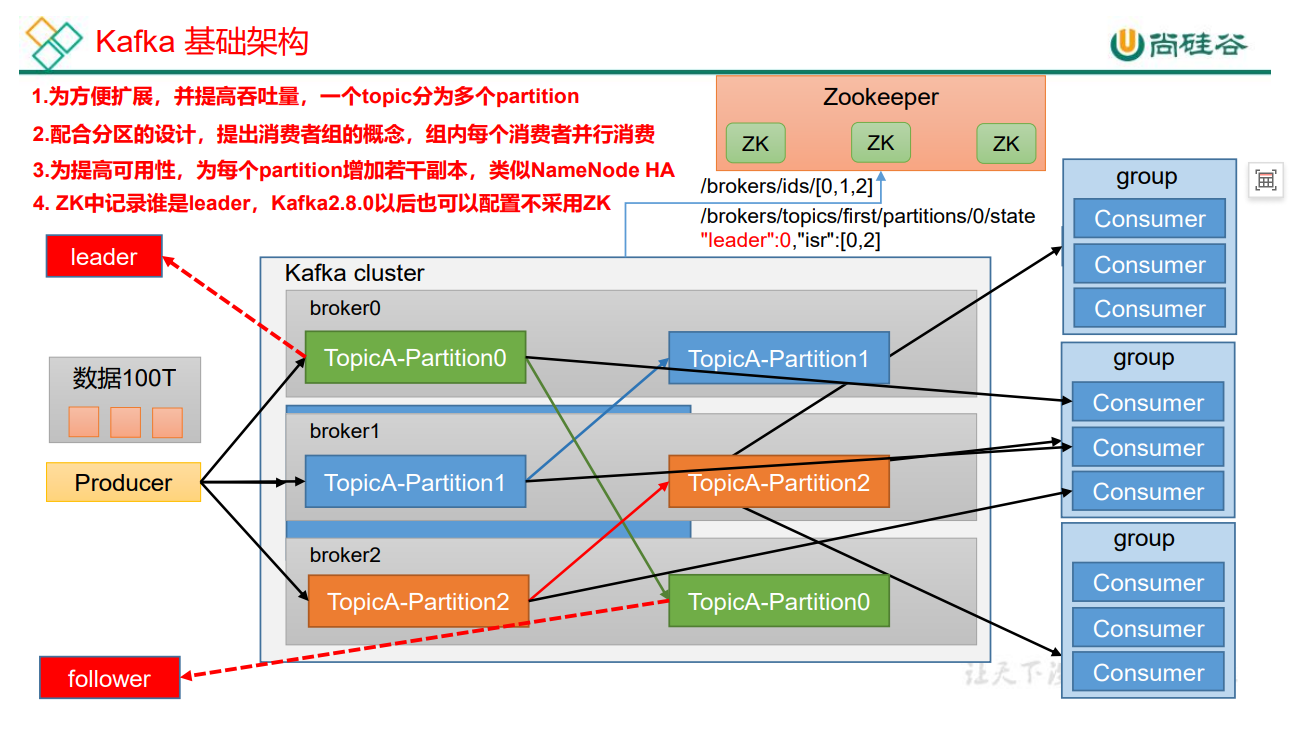 Kafka 基础架构
尚硅谷
1.为方便扩展，并提高吞吐量，一个topic分为多个partition
2.配合分区的设计，提出消费者组的概念，组内每个消费者并行消费
3.为提高可用性，为每个partition增加若干副本，类似NameNode HA
4. ZK中记录谁是leader，Kafka2.8.0以后也可以配置不采用ZK
Zookeeper
ZK
ZK
ZK
/brokers/ids/[0,1,2]
/brokers/topics/first/partitions/0/state
"leader":0,"isr":[0,2]
leader
数据100T
Producer
follower
Kafka cluster
broker0
TopicA-Partition0
TopicA-Partition1
broker1
TopicA-Partition1
TopicA-Partition2
broker2
TopicA-Partition2
TopicA-Partition0
group
Consumer
Consumer
Consumer
group
Consumer
Consumer
Consumer
group
Consumer
Consumer
Consumer
让天下